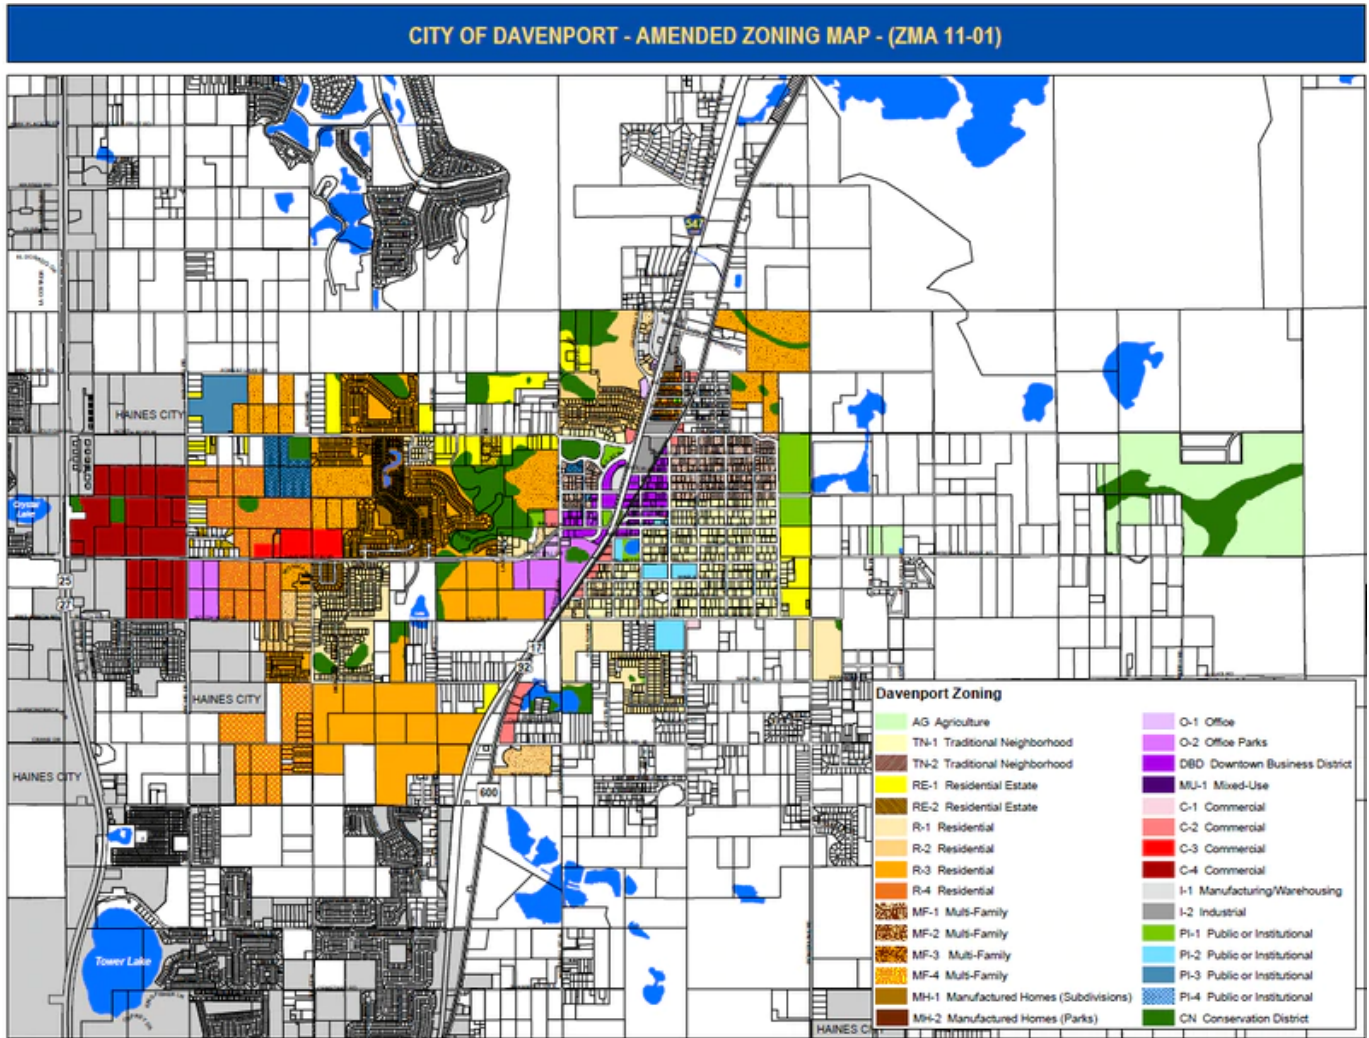 CITY OF DAVENPORT - AMENDED ZONING MAP - (ZMA 11-01)
547
HAINES CITY
Crystal Lake
25
27
17
92
HAINES CITY
HAINES CITY
600
Tower Lake
HAINES CITY
Davenport Zoning
AG Agriculture
TN-1 Traditional Neighborhood
TN-2 Traditional Neighborhood
RE-1 Residential Estate
RE-2 Residential Estate
R-1 Residential
R-2 Residential
R-3 Residential
R-4 Residential
MF-1 Multi-Family
MF-2 Multi-Family
MF-3 Multi-Family
MF-4 Multi-Family
MH-1 Manufactured Homes (Subdivisions)
MH-2 Manufactured Homes (Parks)
O-1 Office
O-2 Office Parks
DBD Downtown Business District
MU-1 Mixed-Use
C-1 Commercial
C-2 Commercial
C-3 Commercial
C-4 Commercial
I-1 Manufacturing/Warehousing
I-2 Industrial
PI-1 Public or Institutional
PI-2 Public or Institutional
PI-3 Public or Institutional
PI-4 Public or Institutional
CN Conservation District